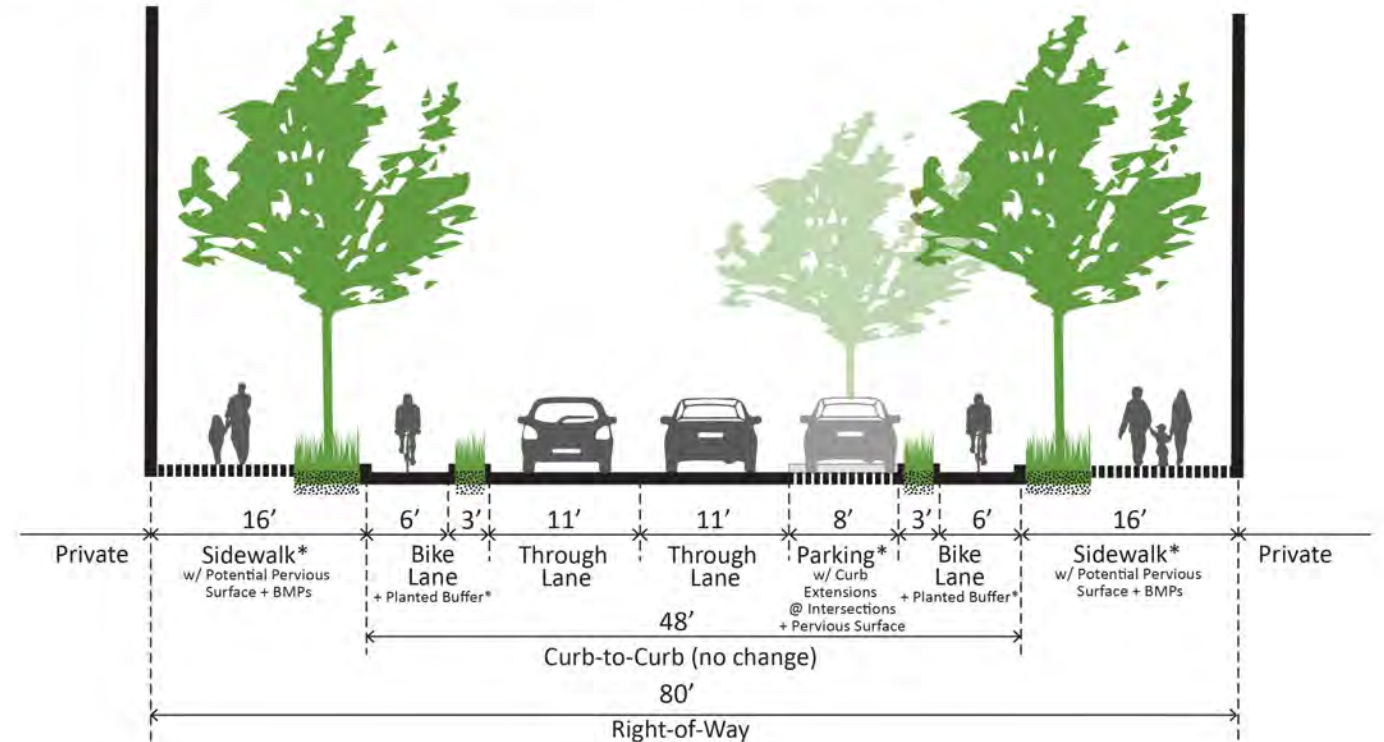 16’ 6’ 3’ 11’ 11’ 8’ 3’ 6’ 16’
Private
Sidewalk*
w/ Potential Pervious
Surface + BMPs
Bike
Lane
+ Planted Buffer*
Through
Lane
Through
Lane
Parking*
w/ Curb
Extensions
@ Intersections
+ Pervious Surface
Bike
Lane
+ Planted Buffer*
Sidewalk*
w/ Potential Pervious
Surface + BMPs
Private
48’
Curb-to-Curb (no change)
80’
Right-of-Way